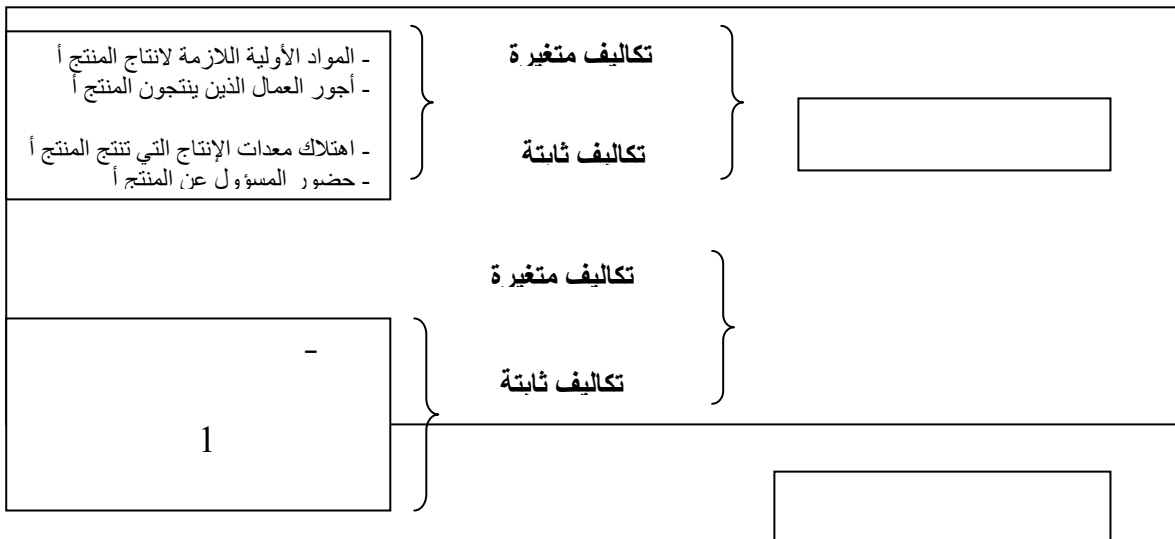 - المواد الأولية اللازمة لانتاج المنتج أ
- أجور العمال الذين ينتجون المنتج أ
- اهتلاك معدات الإنتاج التي تنتج المنتج أ
- حضور المسؤول عن المنتج أ
تكاليف متغيرة
تكاليف ثابتة
تكاليف متغيرة
تكاليف ثابتة
-
1